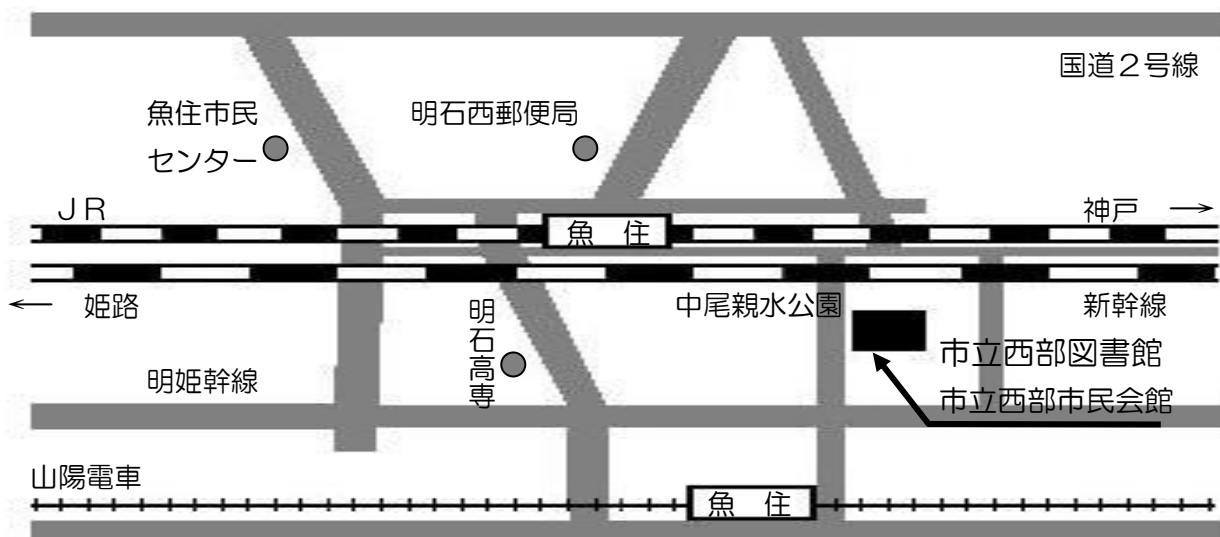 国道２号線
魚住市民
センター
明石西郵便局
ＪＲ
神戸 →
魚 住
← 姫路
中尾親水公園
新幹線
明石高専
市立西部図書館
明姫幹線
市立西部市民会館
山陽電車
魚 住